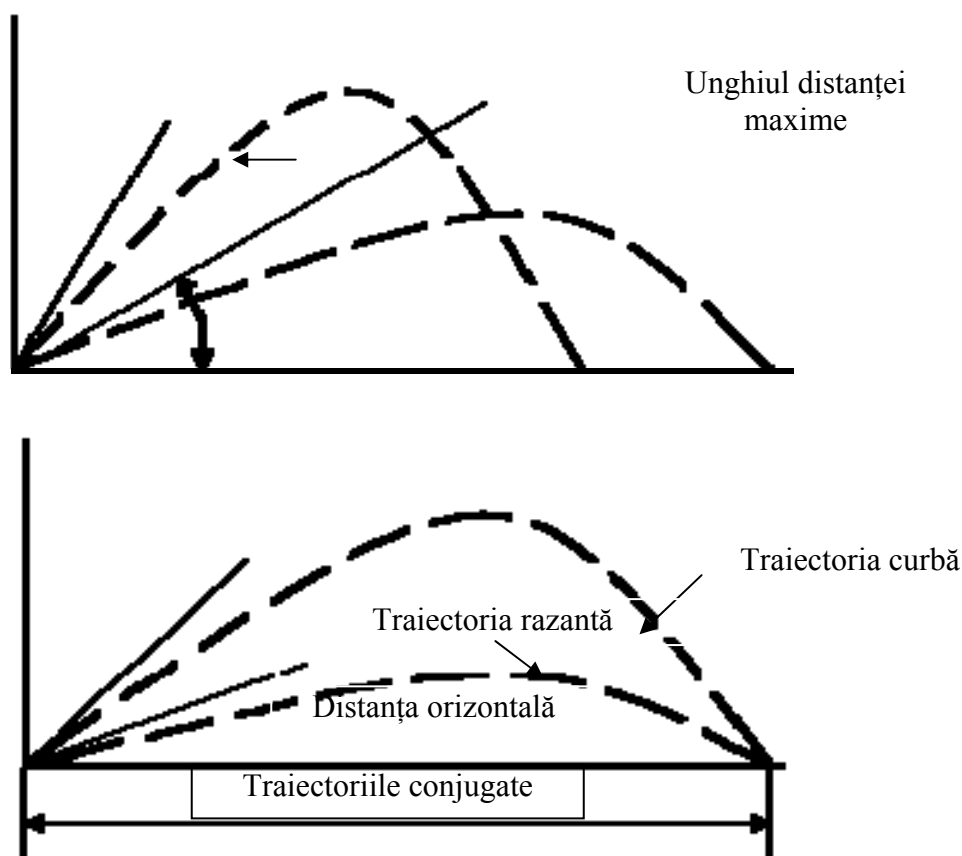 Unghiul distanței
maxime
Traiectoria curbă
Traiectoria razantă
Distanța orizontală
Traiectoriile conjugate